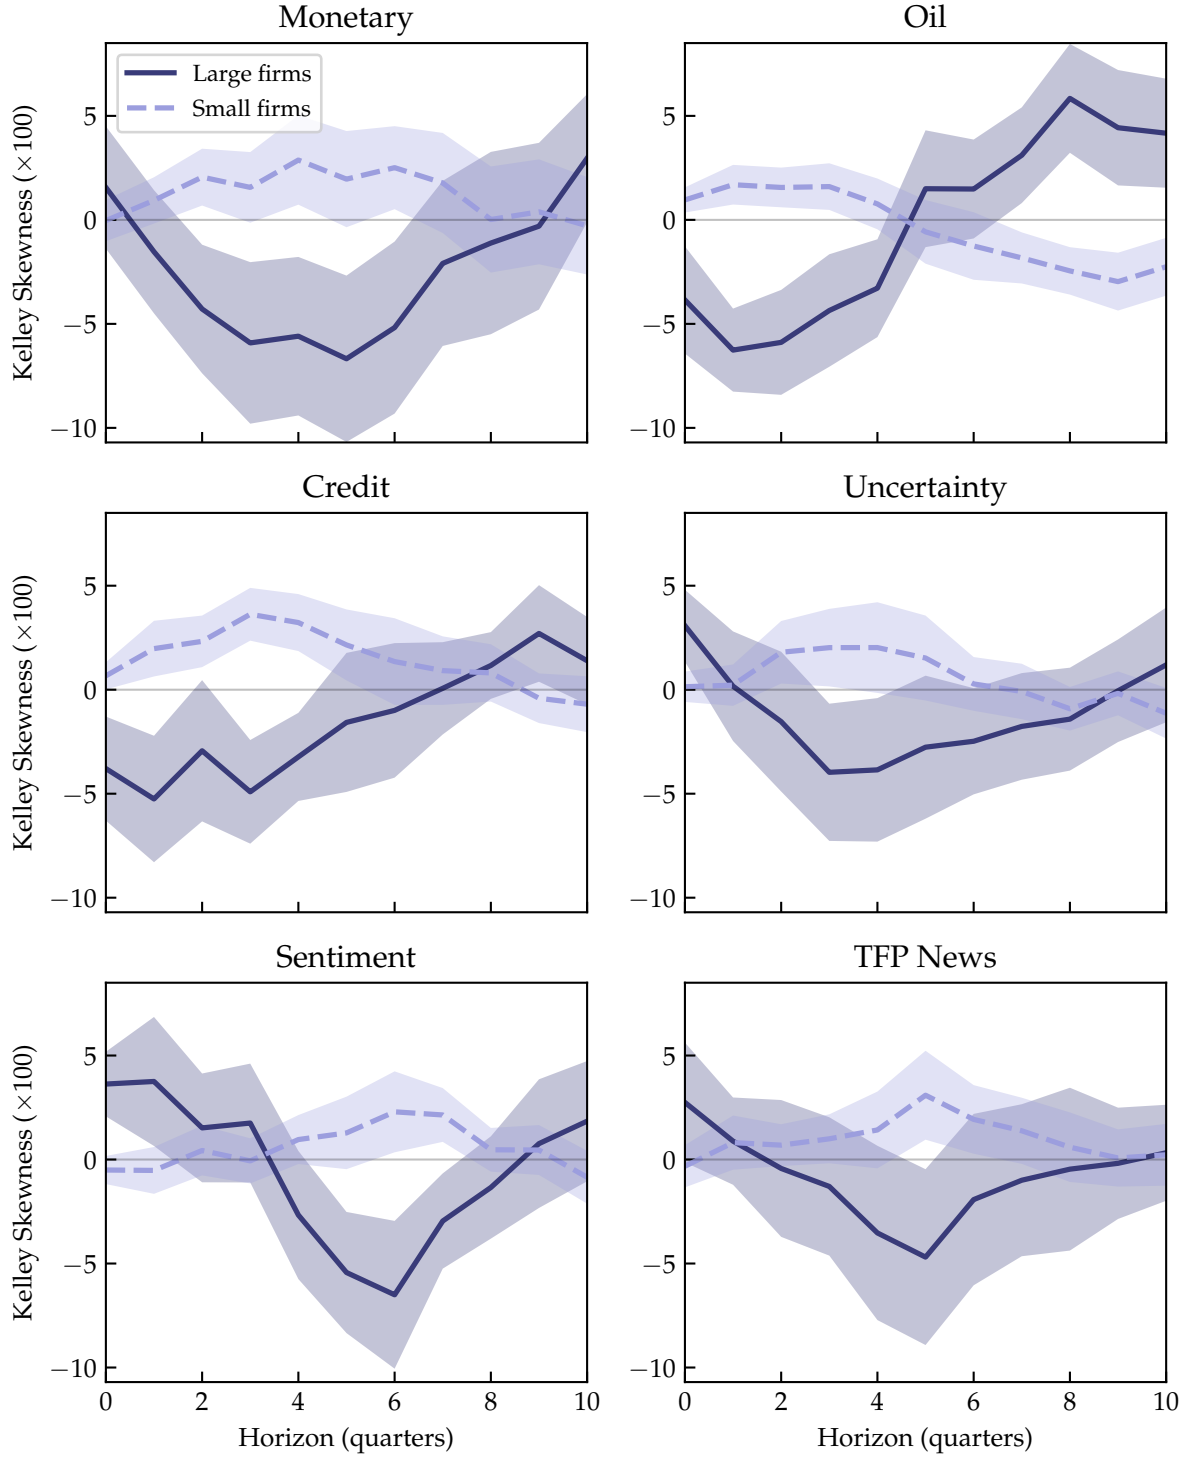 Monetary
Oil
Kelley Skewness (×100)
5
0
−5
−10
Large firms
Small firms
5
0
−5
−10
Credit
Uncertainty
Kelley Skewness (×100)
5
0
−5
−10
5
0
−5
−10
Sentiment
TFP News
Kelley Skewness (×100)
5
0
−5
−10
0 2 4 6 8 10
Horizon (quarters)
5
0
−5
−10
0 2 4 6 8 10
Horizon (quarters)